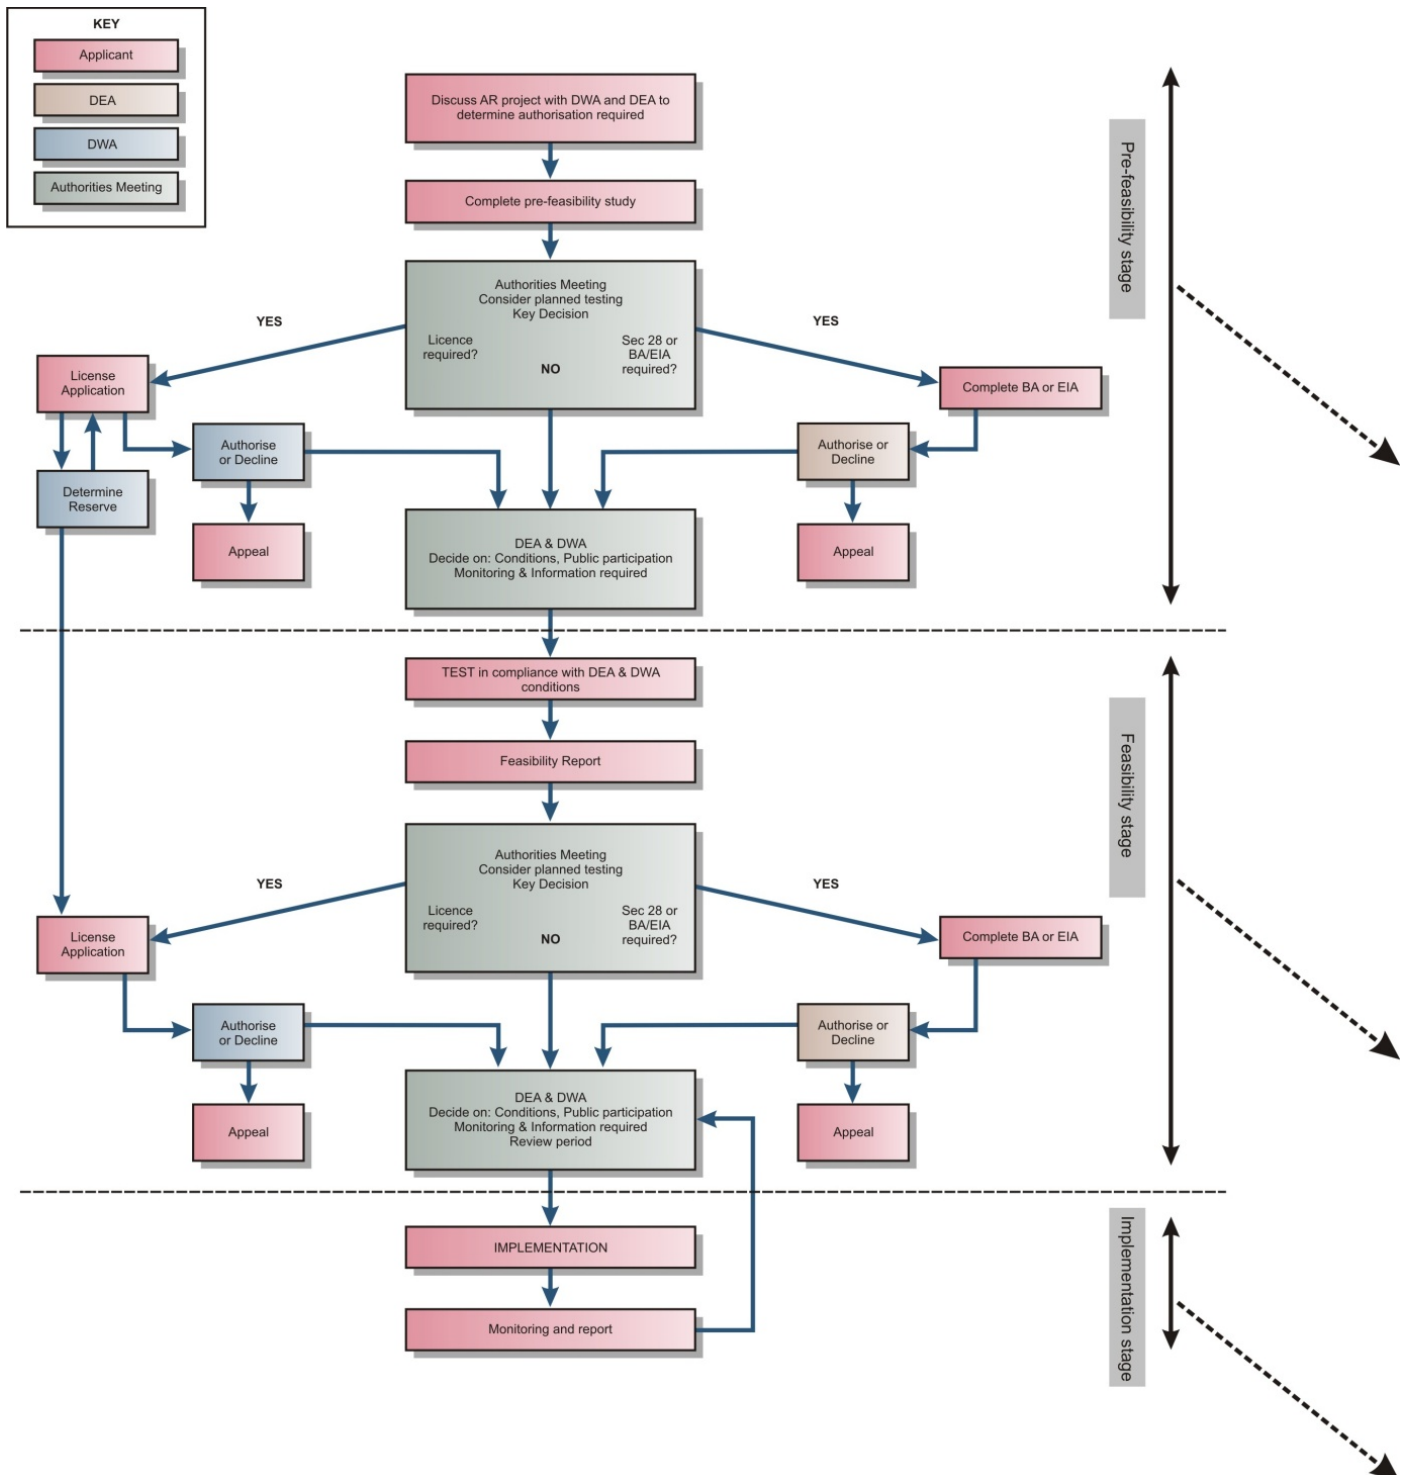 KEY
Applicant
DEA
DWA
Authorities Meeting
Discuss AR project with DWA and DEA to
determine authorisation required
Complete pre-feasibility study
Authorities Meeting
Consider planned testing
Key Decision
Licence
required?
NO
Sec 28 or
BA/EIA
required?
YES
YES
License
Application
Complete BA or EIA
Authorise
or Decline
Authorise or
Decline
Determine
Reserve
Appeal
Appeal
DEA & DWA
Decide on: Conditions, Public participation
Monitoring & Information required
Pre-feasibility stage
TEST in compliance with DEA & DWA
conditions
Feasibility Report
Authorities Meeting
Consider planned testing
Key Decision
Licence
required?
NO
Sec 28 or
BA/EIA
required?
YES
YES
License
Application
Complete BA or EIA
Authorise
or Decline
Authorise or
Decline
Appeal
Appeal
DEA & DWA
Decide on: Conditions, Public participation
Monitoring & Information required
Review period
Feasibility stage
IMPLEMENTATION
Monitoring and report
Implementation stage